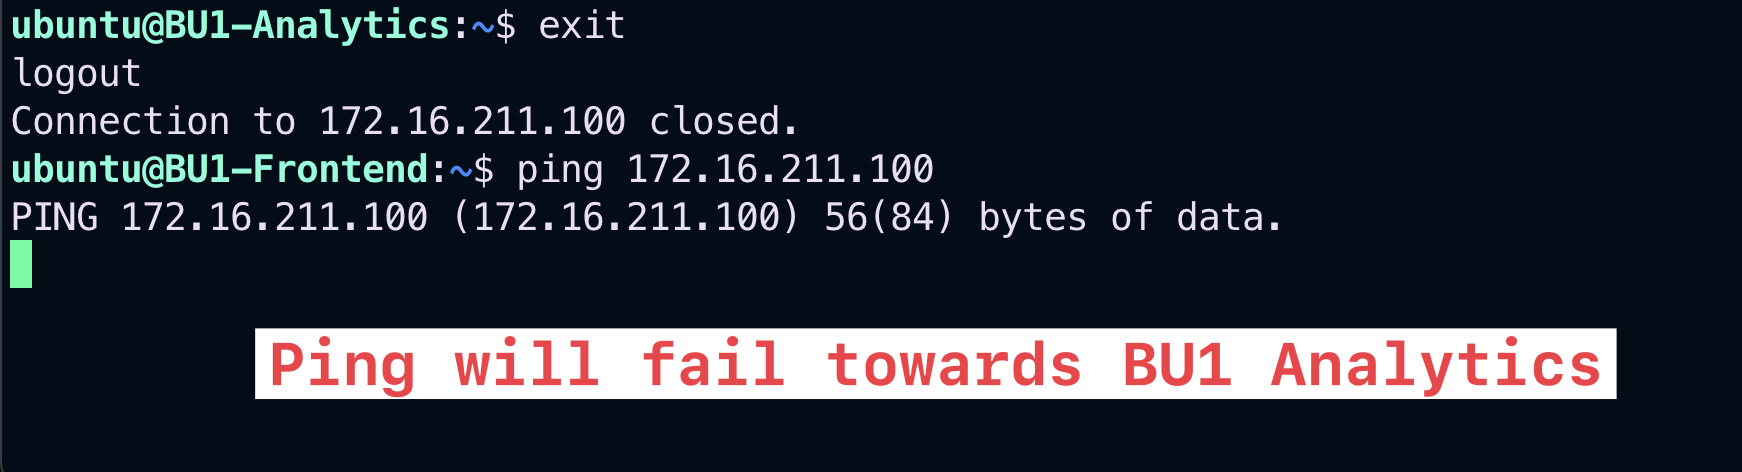 ubuntu@BU1-Analytics:~$ exit
logout
Connection to 172.16.211.100 closed.
ubuntu@BU1-Frontend:~$ ping 172.16.211.100
PING 172.16.211.100 (172.16.211.100) 56(84) bytes of data.
Ping will fail towards BU1 Analytics